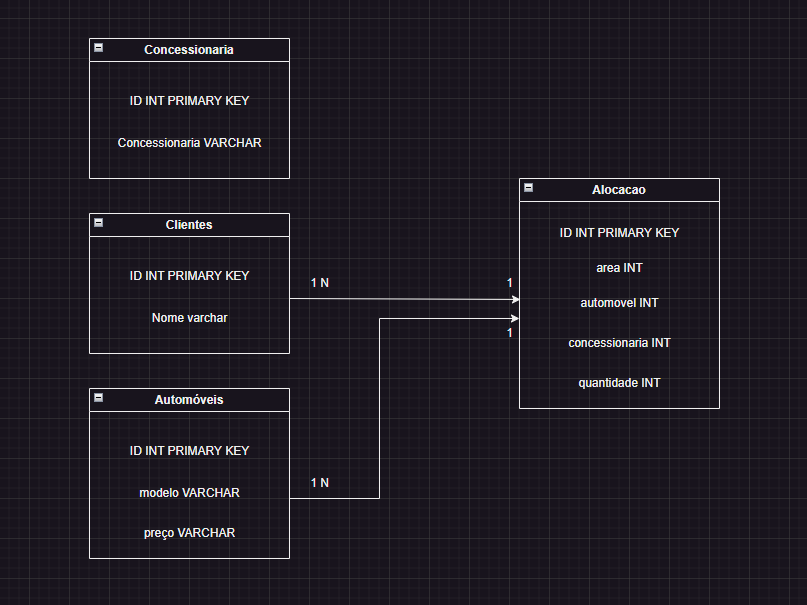 Concessionaria
ID INT PRIMARY KEY
Concessionaria VARCHAR
Clientes
ID INT PRIMARY KEY
Nome varchar
1 N
1
Automóveis
ID INT PRIMARY KEY
modelo VARCHAR
preço VARCHAR
1 N
1
Alocacao
ID INT PRIMARY KEY
area INT
automovel INT
concessionaria INT
quantidade INT